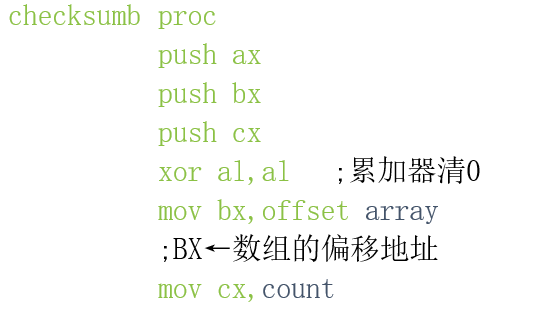 checksumb proc
push ax
push bx
push cx
xor al,al ;累加器清0
mov bx,offset array
;BX←数组的偏移地址
mov cx,count